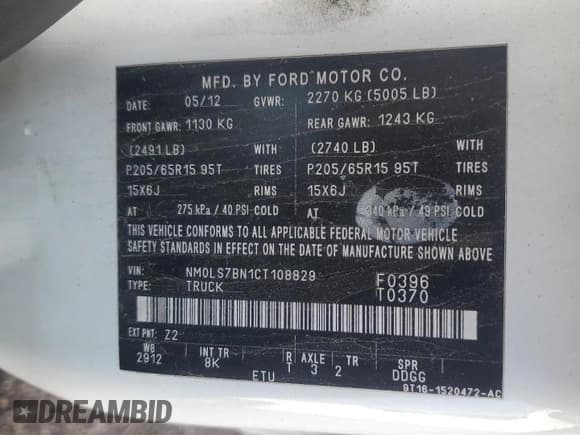 MFD. BY FORD MOTOR CO.
DATE: 05/12 GVWR: 2270 KG (5005 LB)
FRONT GAWR: 1130 KG REAR GAWR: 1243 KG
(2491 LB) WITH (2740 LB) WITH
P205/65R15 95T TIRES P205/65R15 95T TIRES
15X6J RIMS 15X6J RIMS
AT 275 kPa / 40 PSI COLD AT 340 kPa / 49 PSI COLD
THIS VEHICLE CONFORMS TO ALL APPLICABLE FEDERAL MOTOR VEHICLE
SAFETY STANDARDS IN EFFECT ON THE DATE OF MANUFACTURE SHOWN ABOVE
VIN: NM0LS7BN1CT108829 F0396
TYPE: TRUCK T0370
EXT PNT: Z2
WB INT TR R AXLE TR SPR
2912 8K T 3 2 DDGG
ETU 9T16-1520472-AC
DREAMBID